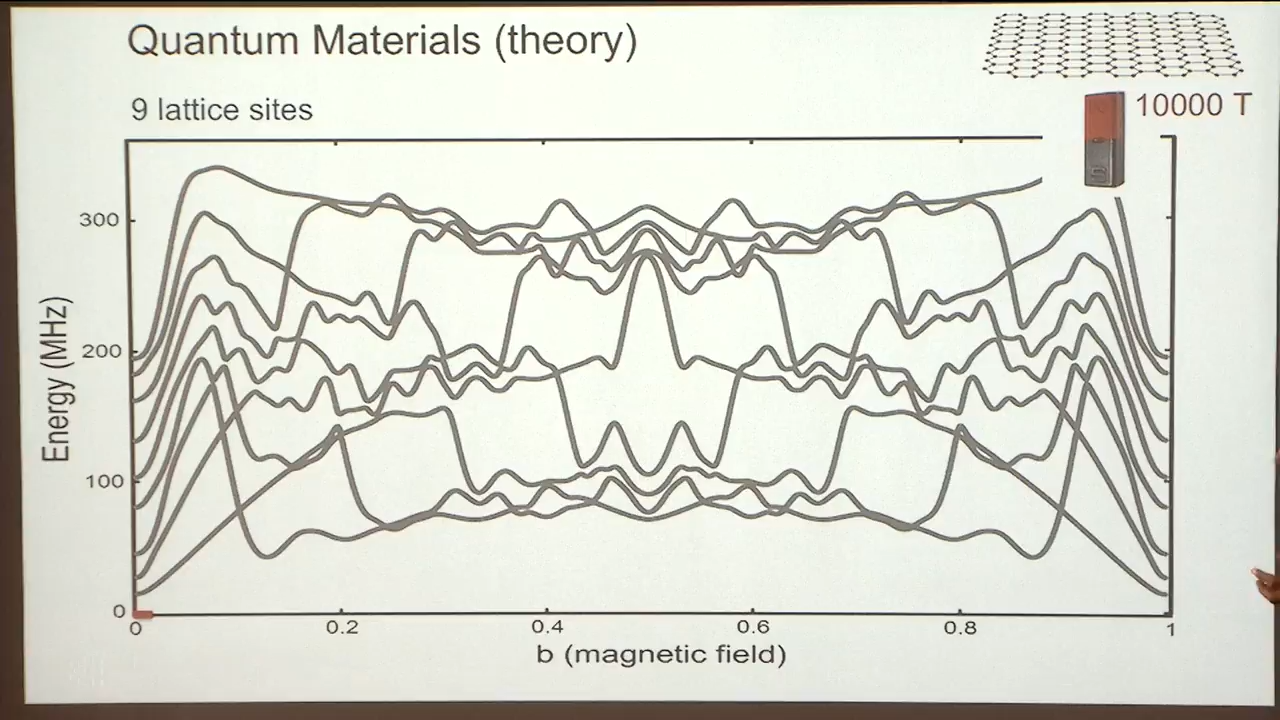 Quantum Materials (theory)
9 lattice sites
10000 T
300
200
100
0
Energy (MHz)
0
0.2
0.4
0.6
0.8
1
b (magnetic field)
S